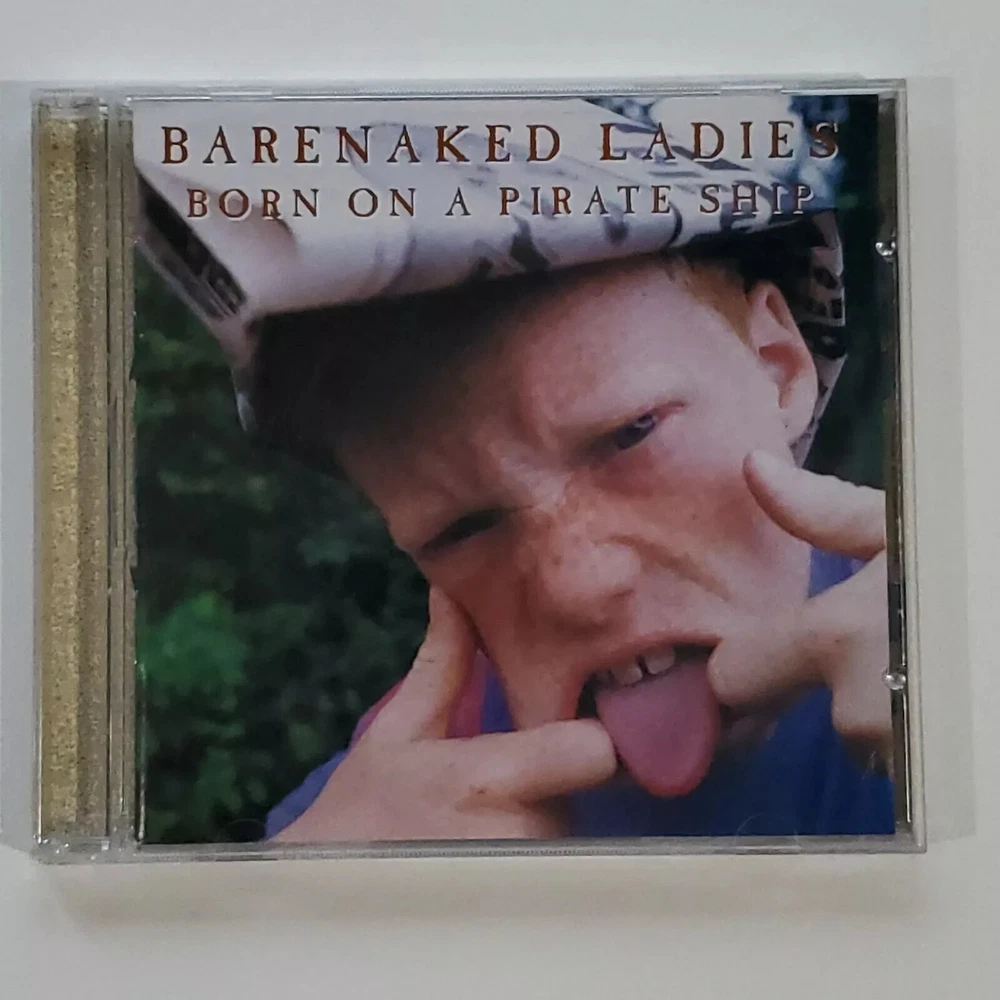 BARENAKED LADIES
BORN ON A PIRATE SHIP